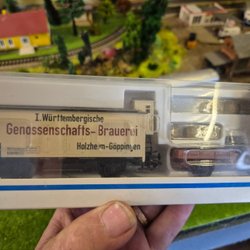 I. Württembergische
Genossenschafts-Brauerei
Holzheim-Göppingen